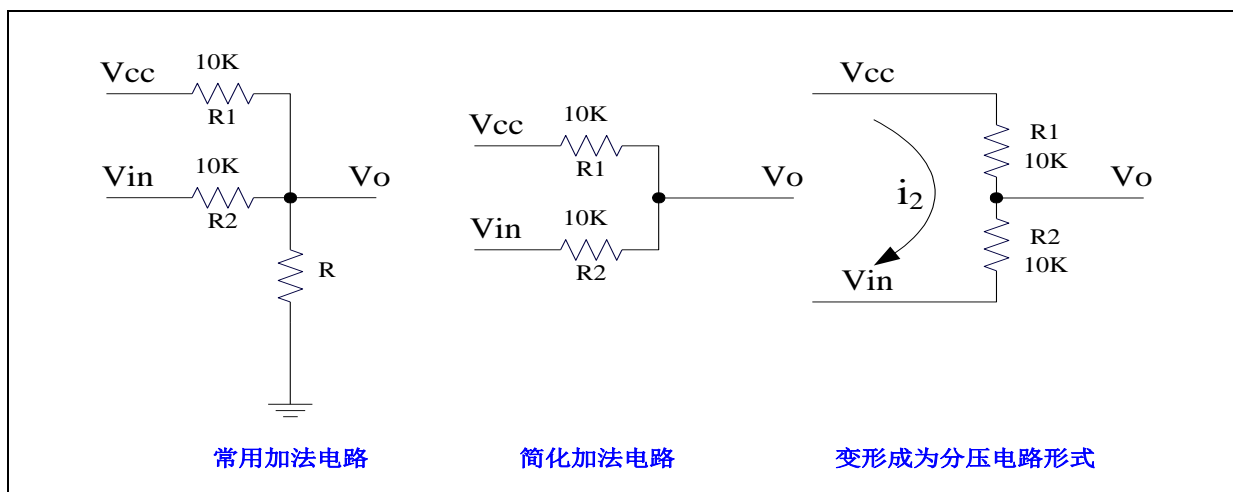 Vcc
10K
R1
Vin
10K
R2
Vo
R
常用加法电路
Vcc
10K
R1
Vin
10K
R2
Vo
简化加法电路
Vcc
R1
10K
Vo
i2
R2
10K
Vin
变形成为分压电路形式